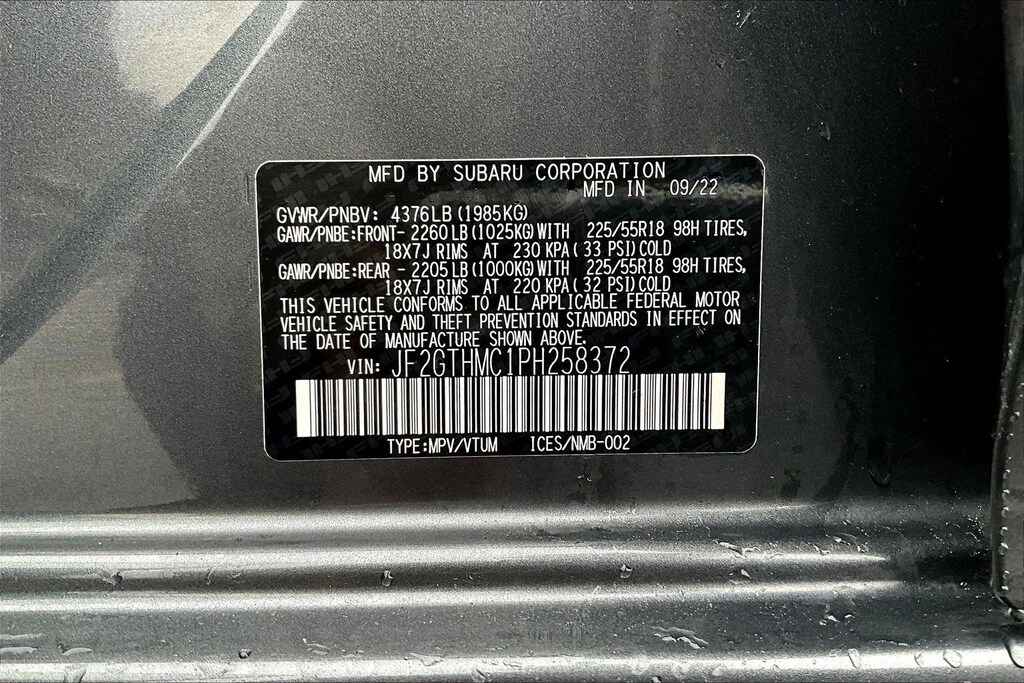 MFD BY SUBARU CORPORATION
MFD IN 09/22
GVWR/PNBV: 4376LB (1985KG)
GAWR/PNBE:FRONT- 2260LB (1025KG) WITH 225/55R18 98H TIRES,
18X7J RIMS AT 230 KPA( 33 PSI) COLD
GAWR/PNBE:REAR - 2205LB (1000KG) WITH 225/55R18 98H TIRES,
18X7J RIMS AT 220 KPA( 32 PSI) COLD
THIS VEHICLE CONFORMS TO ALL APPLICABLE FEDERAL MOTOR
VEHICLE SAFETY AND THEFT PREVENTION STANDARDS IN EFFECT ON
THE DATE OF MANUFACTURE SHOWN ABOVE.
VIN: JF2GTHMC1PH258372
TYPE:MPV/VTUM ICES/NMB-002